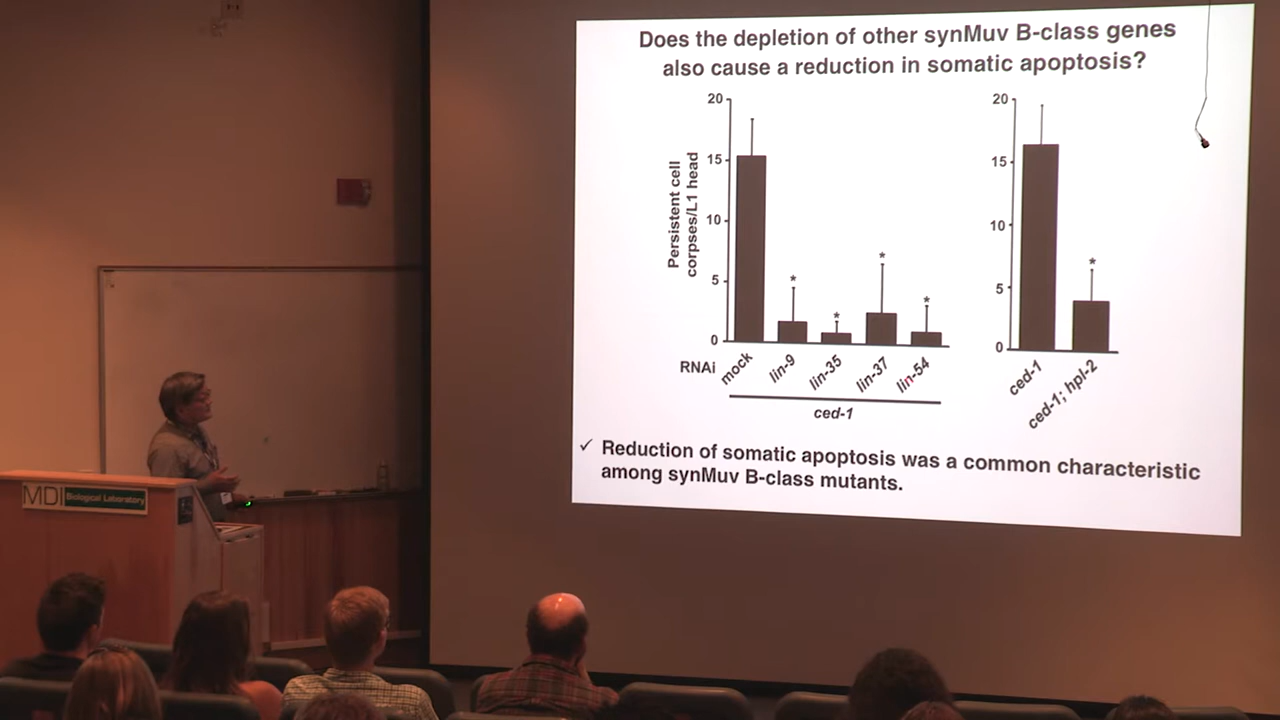 Does the depletion of other synMuv B-class genes
also cause a reduction in somatic apoptosis?
Persistent cell
corpses/L1 head
20
15
10
5
0
*
*
*
*
RNAi
mock
lin-9
lin-35
lin-37
lin-54
ced-1
20
15
10
5
0
*
ced-1
ced-1; hpl-2
✓ Reduction of somatic apoptosis was a common characteristic
among synMuv B-class mutants.
MDI Biological Laboratory